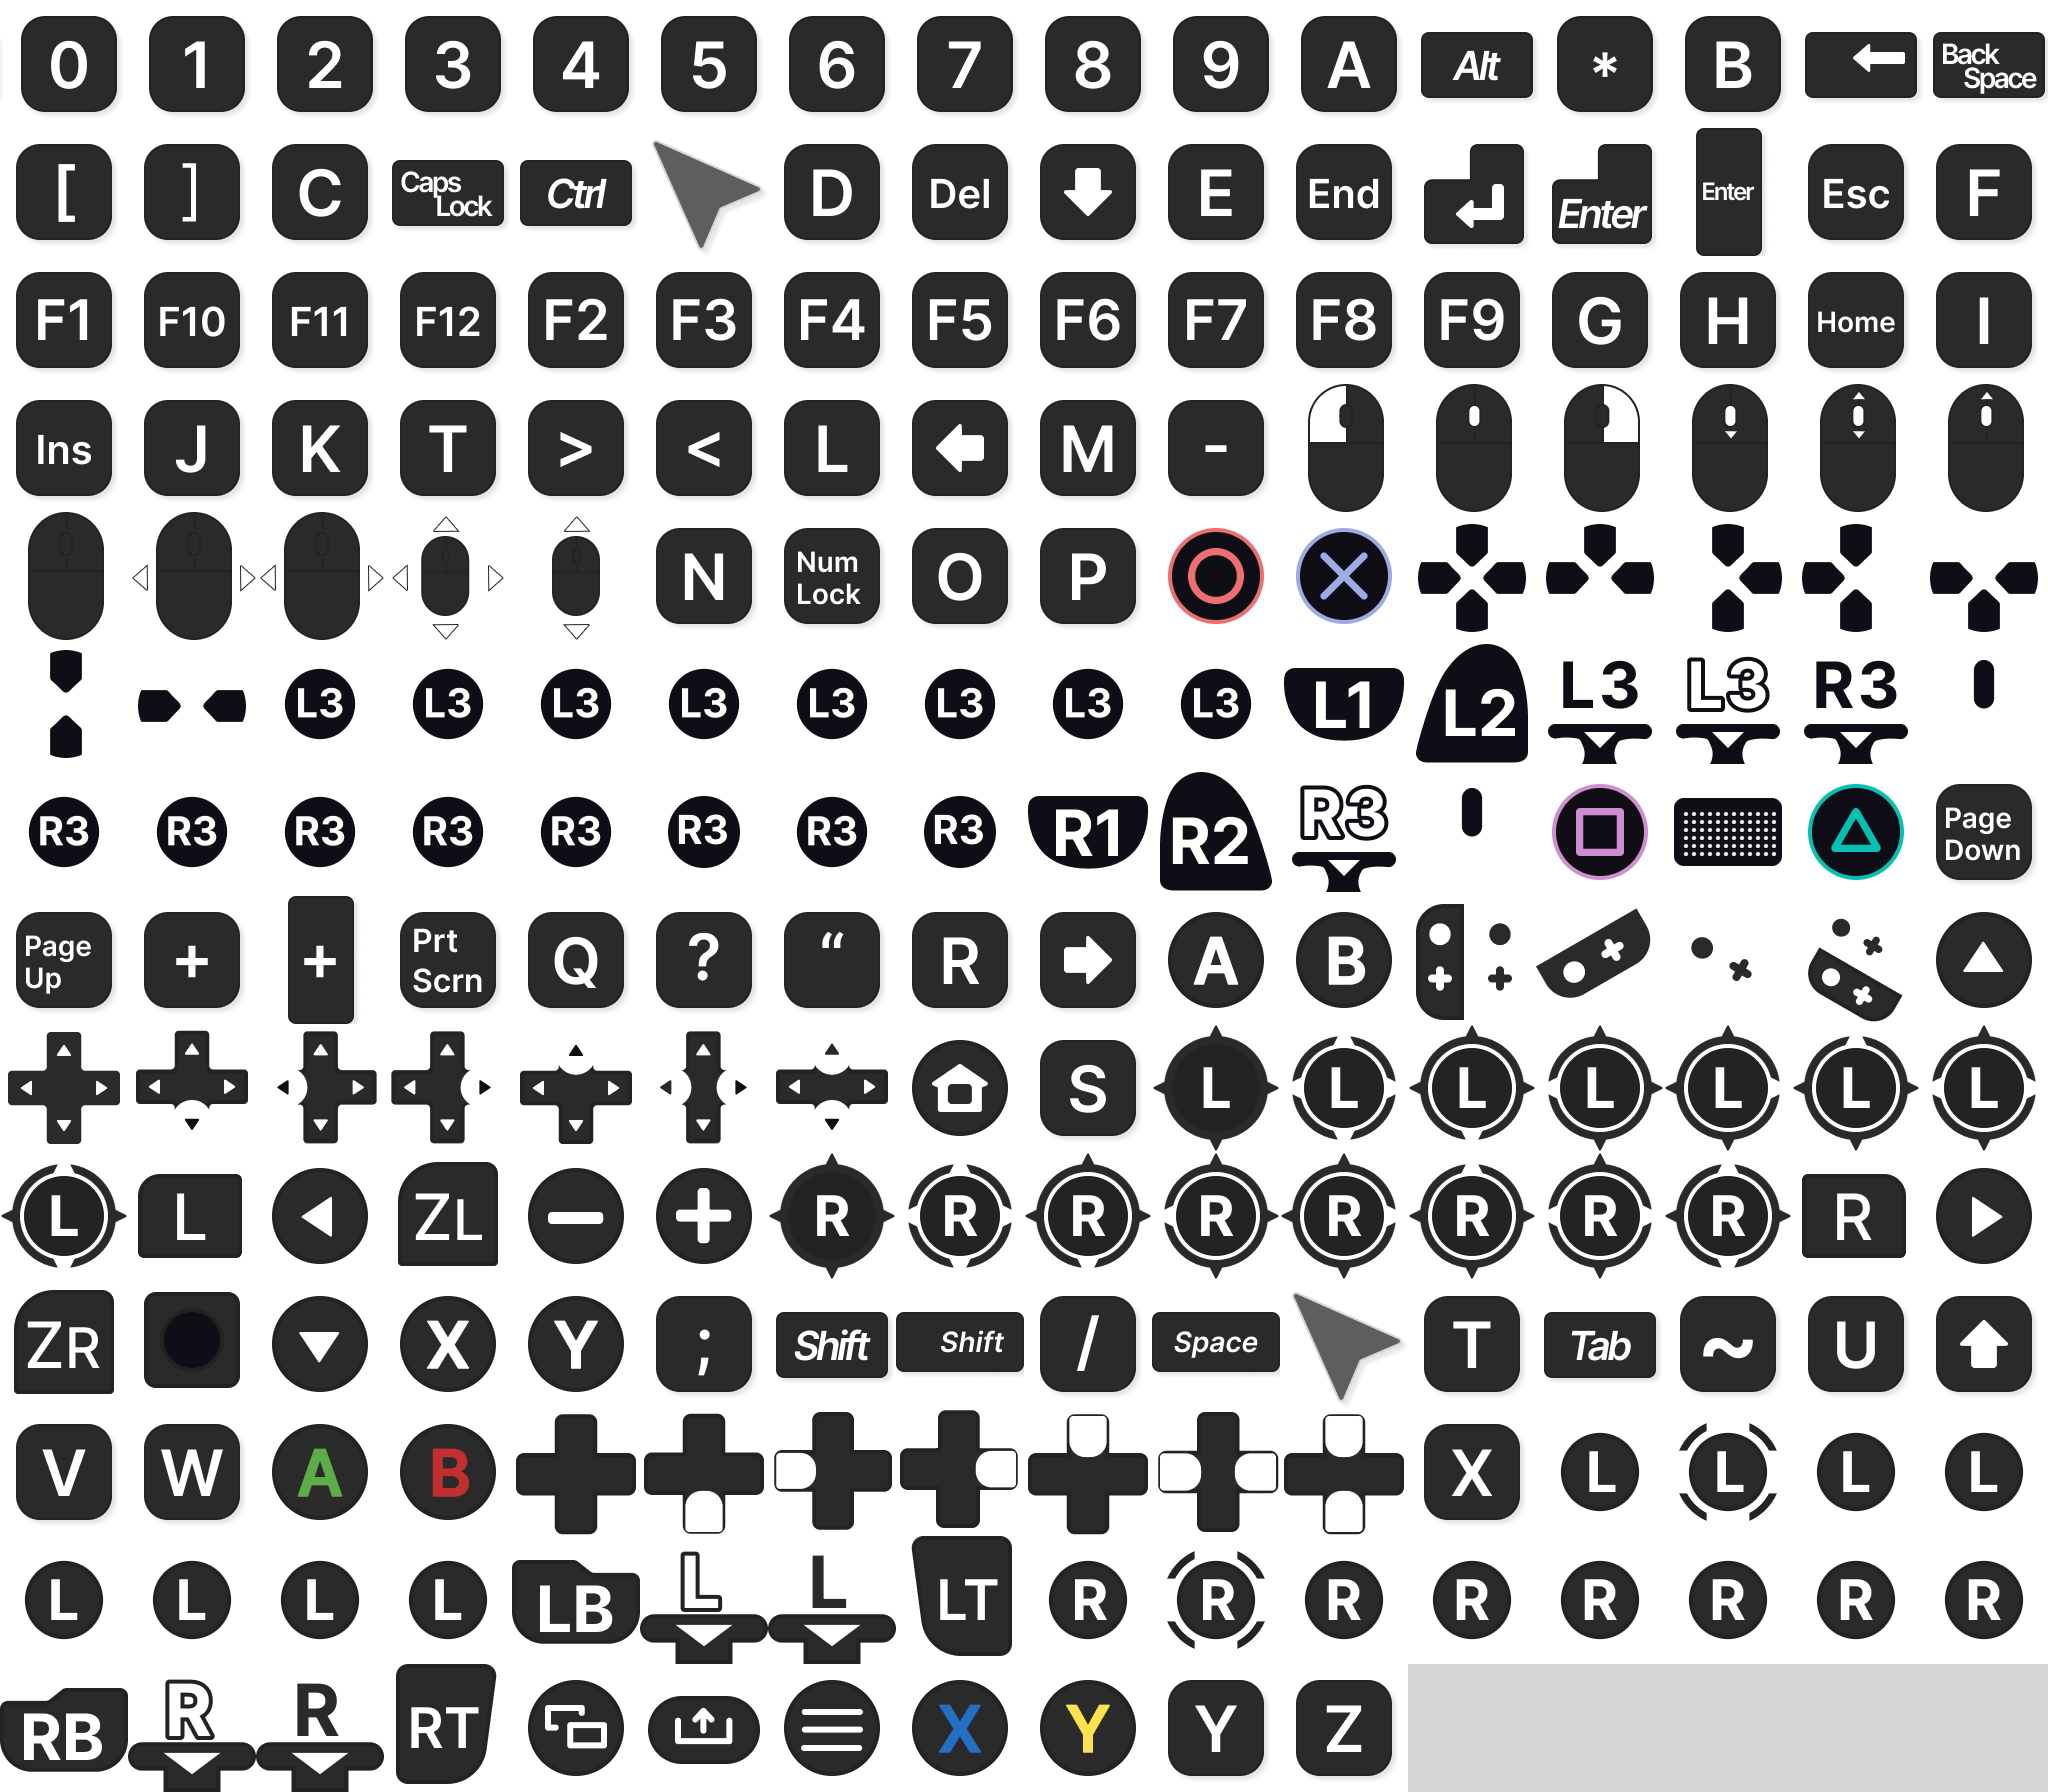 0 1 2 3 4 5 6 7 8 9 A Alt * B Back Space
[ ] C Caps Lock Ctrl D Del E End Enter Enter Esc F
F1 F10 F11 F12 F2 F3 F4 F5 F6 F7 F8 F9 G H Home I
Ins J K T > < L M -
N Num Lock O P
L3 L3 L3 L3 L3 L3 L3 L3 L1 L2 L3 L3 R3
R3 R3 R3 R3 R3 R3 R3 R3 R1 R2 R3 Page Down
Page Up + + Prt Scrn Q ? “ R A B
S L L L L L L L
L L ZL R R R R R R R R R
ZR X Y ; Shift Shift / Space T Tab ~ U
V W A B X L L L L
L L L L LB L L LT R R R R R R R R
RB R R RT X Y Y Z